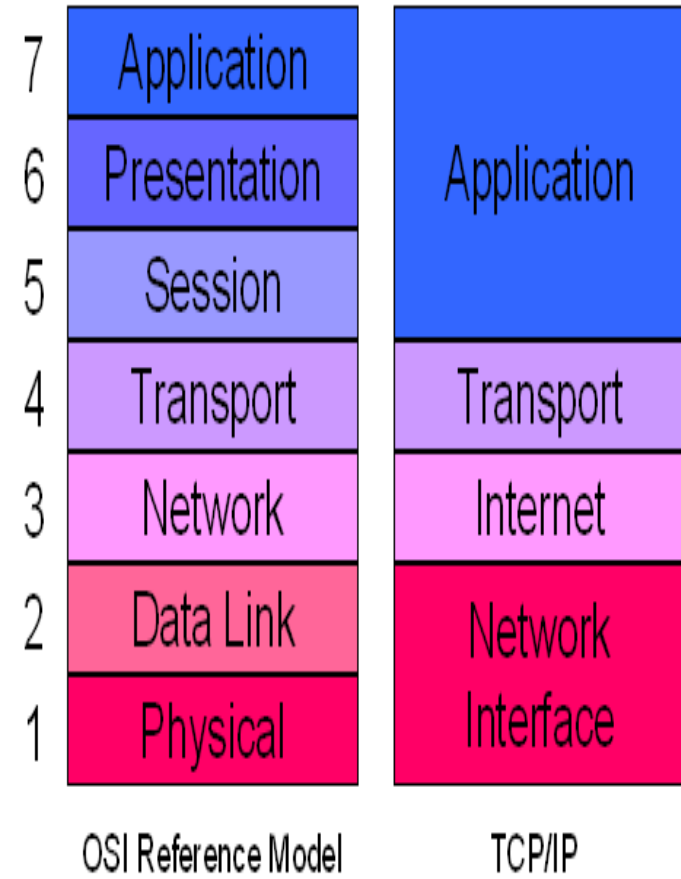 7 Application
6 Presentation Application
5 Session
4 Transport Transport
3 Network Internet
2 Data Link Network
1 Physical Interface
OSI Reference Model TCP/IP